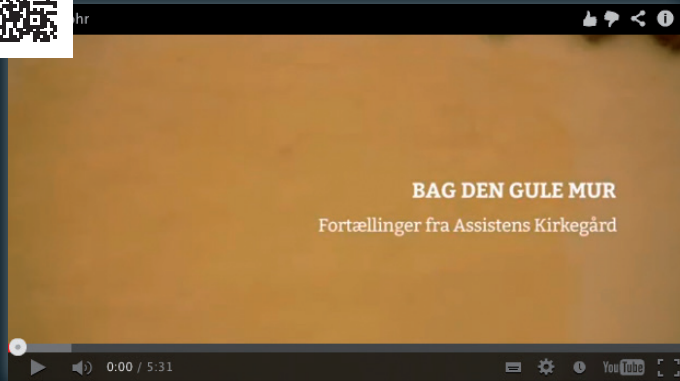 ohr
BAG DEN GULE MUR
Fortællinger fra Assistens Kirkegård
0:00 / 5:31
YouTube